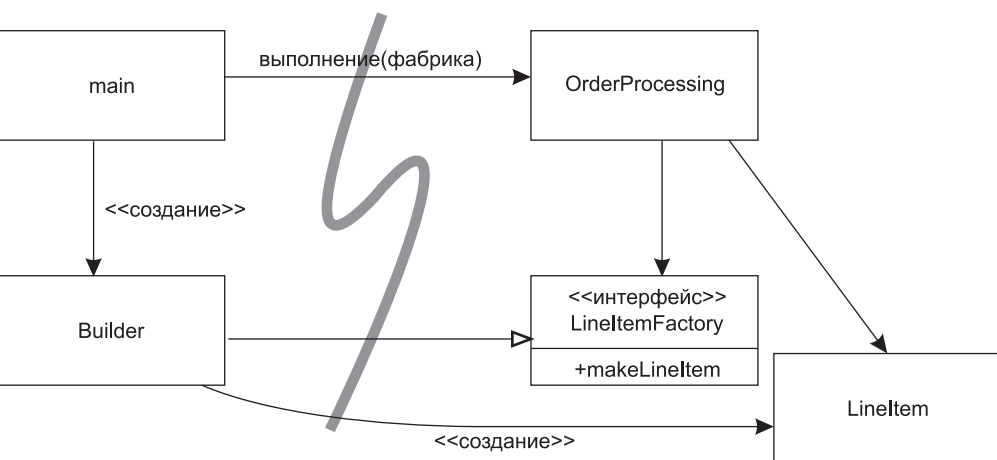 выполнение(фабрика)
main
OrderProcessing
<<создание>>
Builder
<<интерфейс>>
LineItemFactory
+makeLineItem
LineItem
<<создание>>